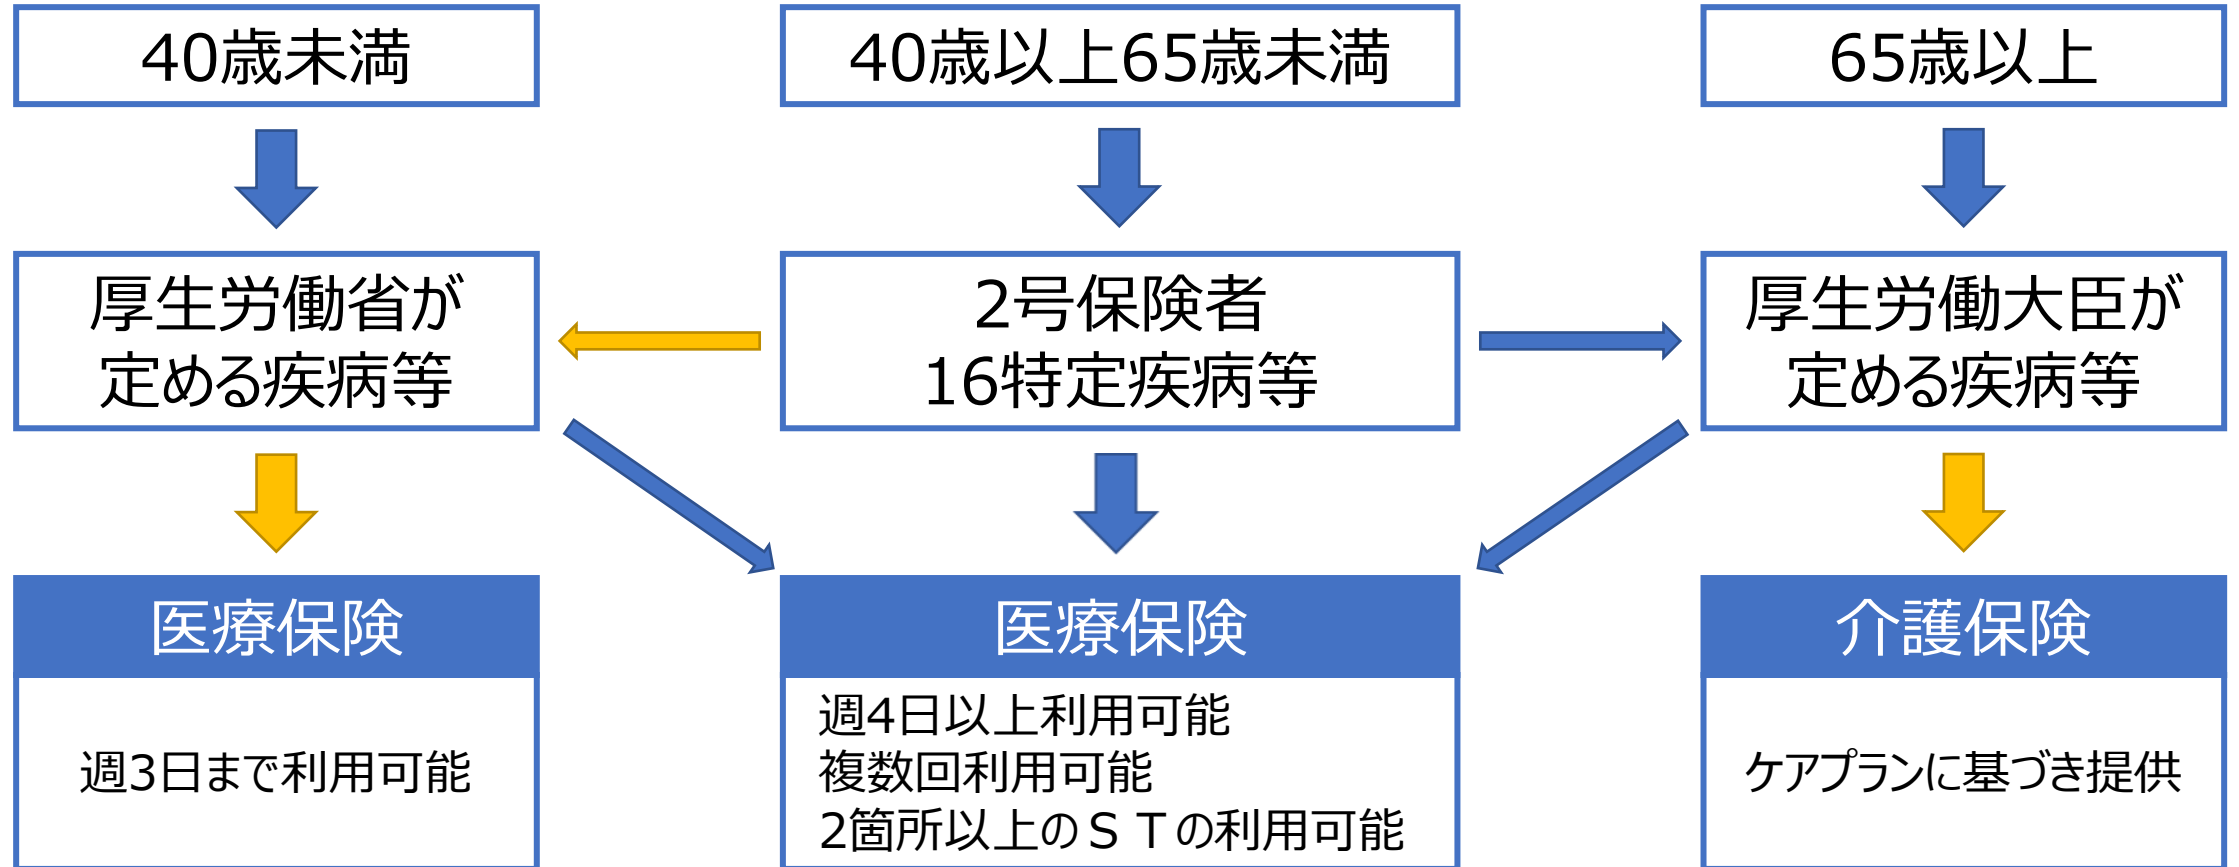 40歳未満
40歳以上65歳未満
65歳以上
厚生労働省が
定める疾病等
2号保険者
16特定疾病等
厚生労働大臣が
定める疾病等
医療保険
週3日まで利用可能
医療保険
週4日以上利用可能
複数回利用可能
2箇所以上のＳＴの利用可能
介護保険
ケアプランに基づき提供